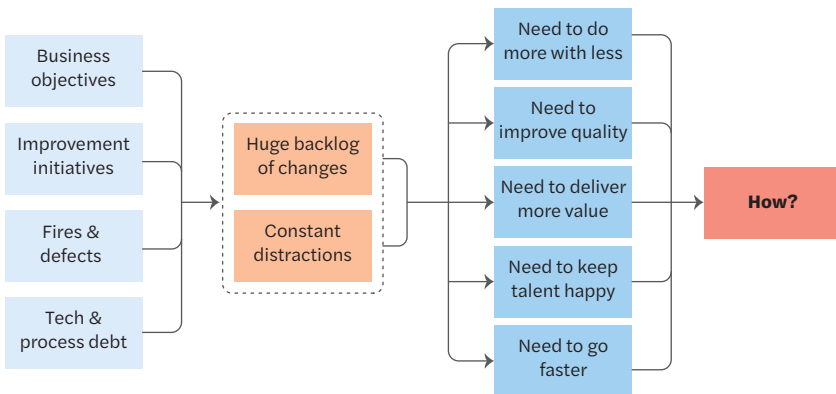 Business
objectives
Improvement
initiatives
Fires &
defects
Tech &
process debt
Huge backlog
of changes
Constant
distractions
Need to do
more with less
Need to
improve quality
Need to deliver
more value
Need to keep
talent happy
Need to go
faster
How?